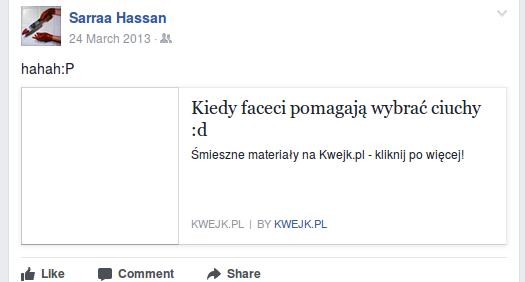 Sarraa Hassan
24 March 2013 ·
hahah:P
Kiedy faceci pomagają wybrać ciuchy
:d
Śmieszne materiały na Kwejk.pl - kliknij po więcej!
KWEJK.PL | BY KWEJK.PL
Like Comment Share